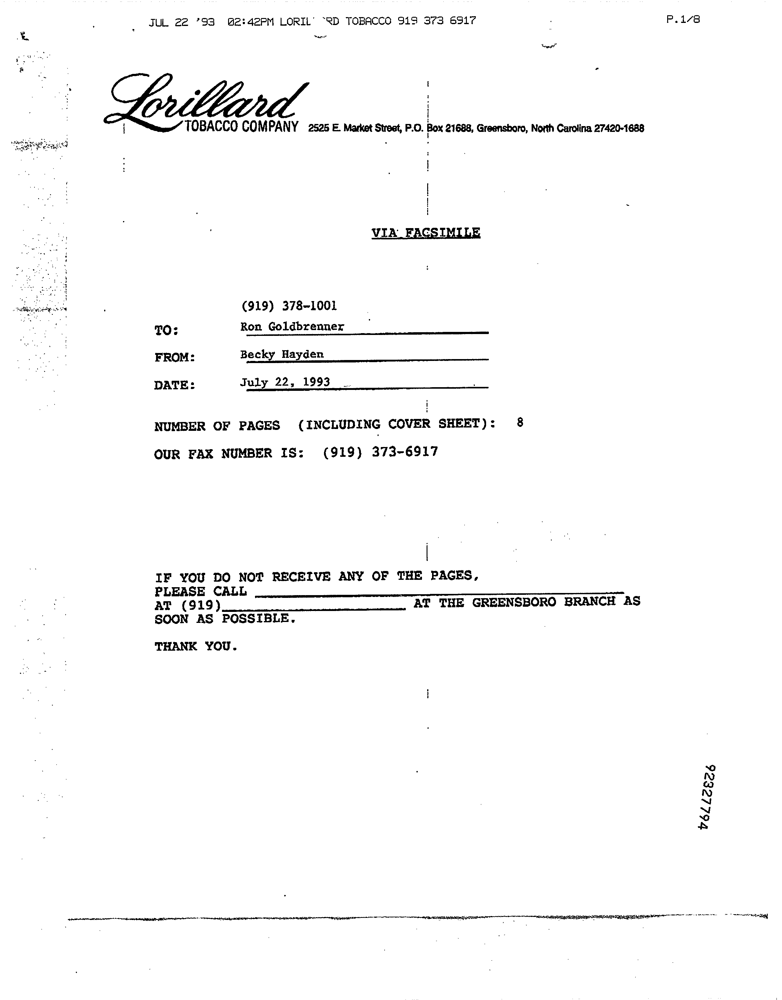 JUL 22 '93 02:42PM LORIL RD TOBACCO 919 373 6917 P.1/8
Lorillard
TOBACCO COMPANY 2525 E. Market Street, P.O. Box 21688, Greensboro, North Carolina 27420-1688
VIA FACSIMILE
(919) 378-1001
TO: Ron Goldbrenner
FROM: Becky Hayden
DATE: July 22, 1993
NUMBER OF PAGES (INCLUDING COVER SHEET): 8
OUR FAX NUMBER IS: (919) 373-6917
IF YOU DO NOT RECEIVE ANY OF THE PAGES,
PLEASE CALL
AT (919) AT THE GREENSBORO BRANCH AS
SOON AS POSSIBLE.
THANK YOU.
92327794